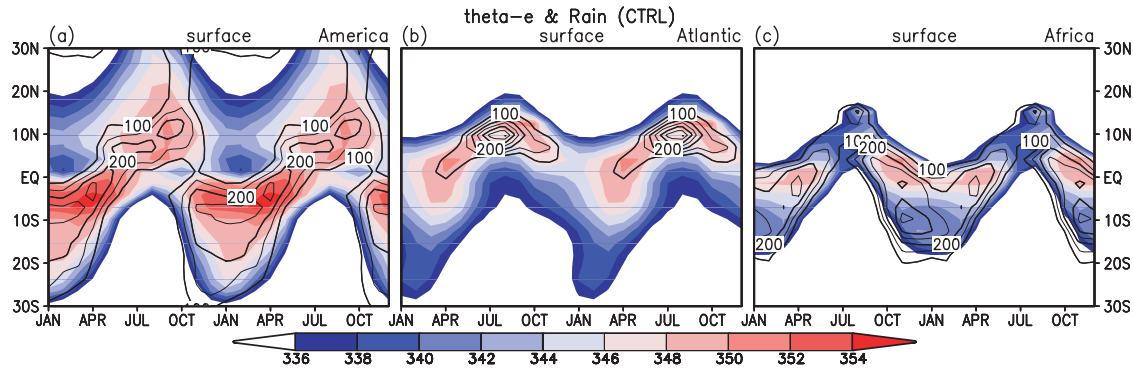 theta-e & Rain (CTRL)
(a) surface America (b) surface Atlantic (c) surface Africa
30N 30N
20N 100 100 20N
10N 100 100 100 200 10N
200 200 100 200 200 100
EQ EQ
200
10S 10S
200 200
20S 20S
30S 30S
JAN APR JUL OCT JAN APR JUL OCT JAN APR JUL OCT JAN APR JUL OCT JAN APR JUL OCT JAN APR JUL OCT
336 338 340 342 344 346 348 350 352 354